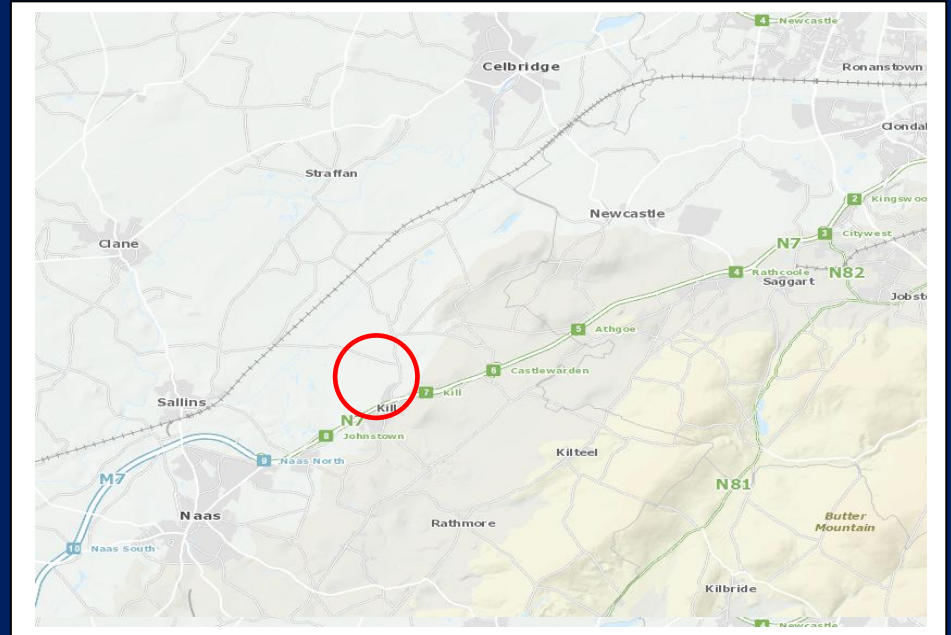 4 Newcastle
Celbridge
Ronanstown
Clondal
Straffan
2 Kingswoo
Newcastle
Clane
3 Citywest
N7
4 Rathcoole
N82
Saggart
Jobst
5 Athgoe
6 Castlewarden
7 Kill
Sallins
Kill
N7
8 Johnstown
Kilteel
9 Naas North
M7
N81
Naas
Rathmore
Butter
Mountain
10 Naas South
Kilbride
4 Newcastle